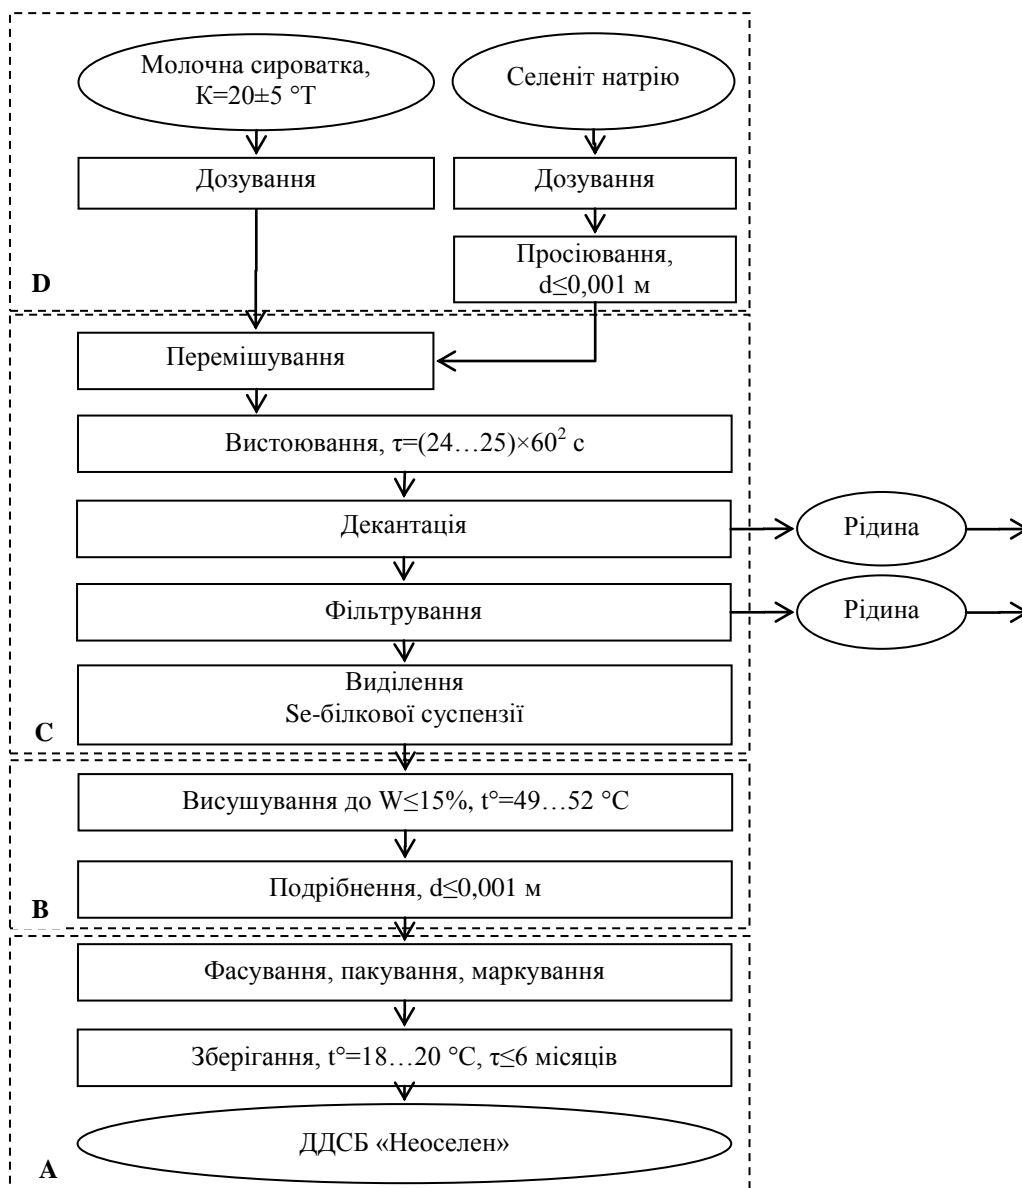 Молочна сироватка,
К=20±5 °Т
Селеніт натрію
Дозування
Дозування
Просіювання,
d≤0,001 м
D
Перемішування
Вистоювання, τ=(24…25)×60² с
Декантація
Рідина
Фільтрування
Рідина
Виділення
Se-білкової суспензії
C
Висушування до W≤15%, t°=49…52 °С
Подрібнення, d≤0,001 м
B
Фасування, пакування, маркування
Зберігання, t°=18…20 °С, τ≤6 місяців
ДДСБ «Неоселен»
A